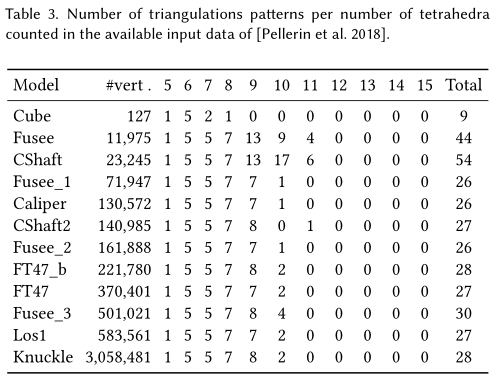 Table 3. Number of triangulations patterns per number of tetrahedra
counted in the available input data of [Pellerin et al. 2018].
Model #vert . 5 6 7 8 9 10 11 12 13 14 15 Total
Cube 127 1 5 2 1 0 0 0 0 0 0 0 9
Fusee 11,975 1 5 5 7 13 9 4 0 0 0 0 44
CShaft 23,245 1 5 5 7 13 17 6 0 0 0 0 54
Fusee_1 71,947 1 5 5 7 7 1 0 0 0 0 0 26
Caliper 130,572 1 5 5 7 7 1 0 0 0 0 0 26
CShaft2 140,985 1 5 5 7 8 0 1 0 0 0 0 27
Fusee_2 161,888 1 5 5 7 7 1 0 0 0 0 0 26
FT47_b 221,780 1 5 5 7 8 2 0 0 0 0 0 28
FT47 370,401 1 5 5 7 7 2 0 0 0 0 0 27
Fusee_3 501,021 1 5 5 7 8 4 0 0 0 0 0 30
Los1 583,561 1 5 5 7 7 2 0 0 0 0 0 27
Knuckle 3,058,481 1 5 5 7 8 2 0 0 0 0 0 28